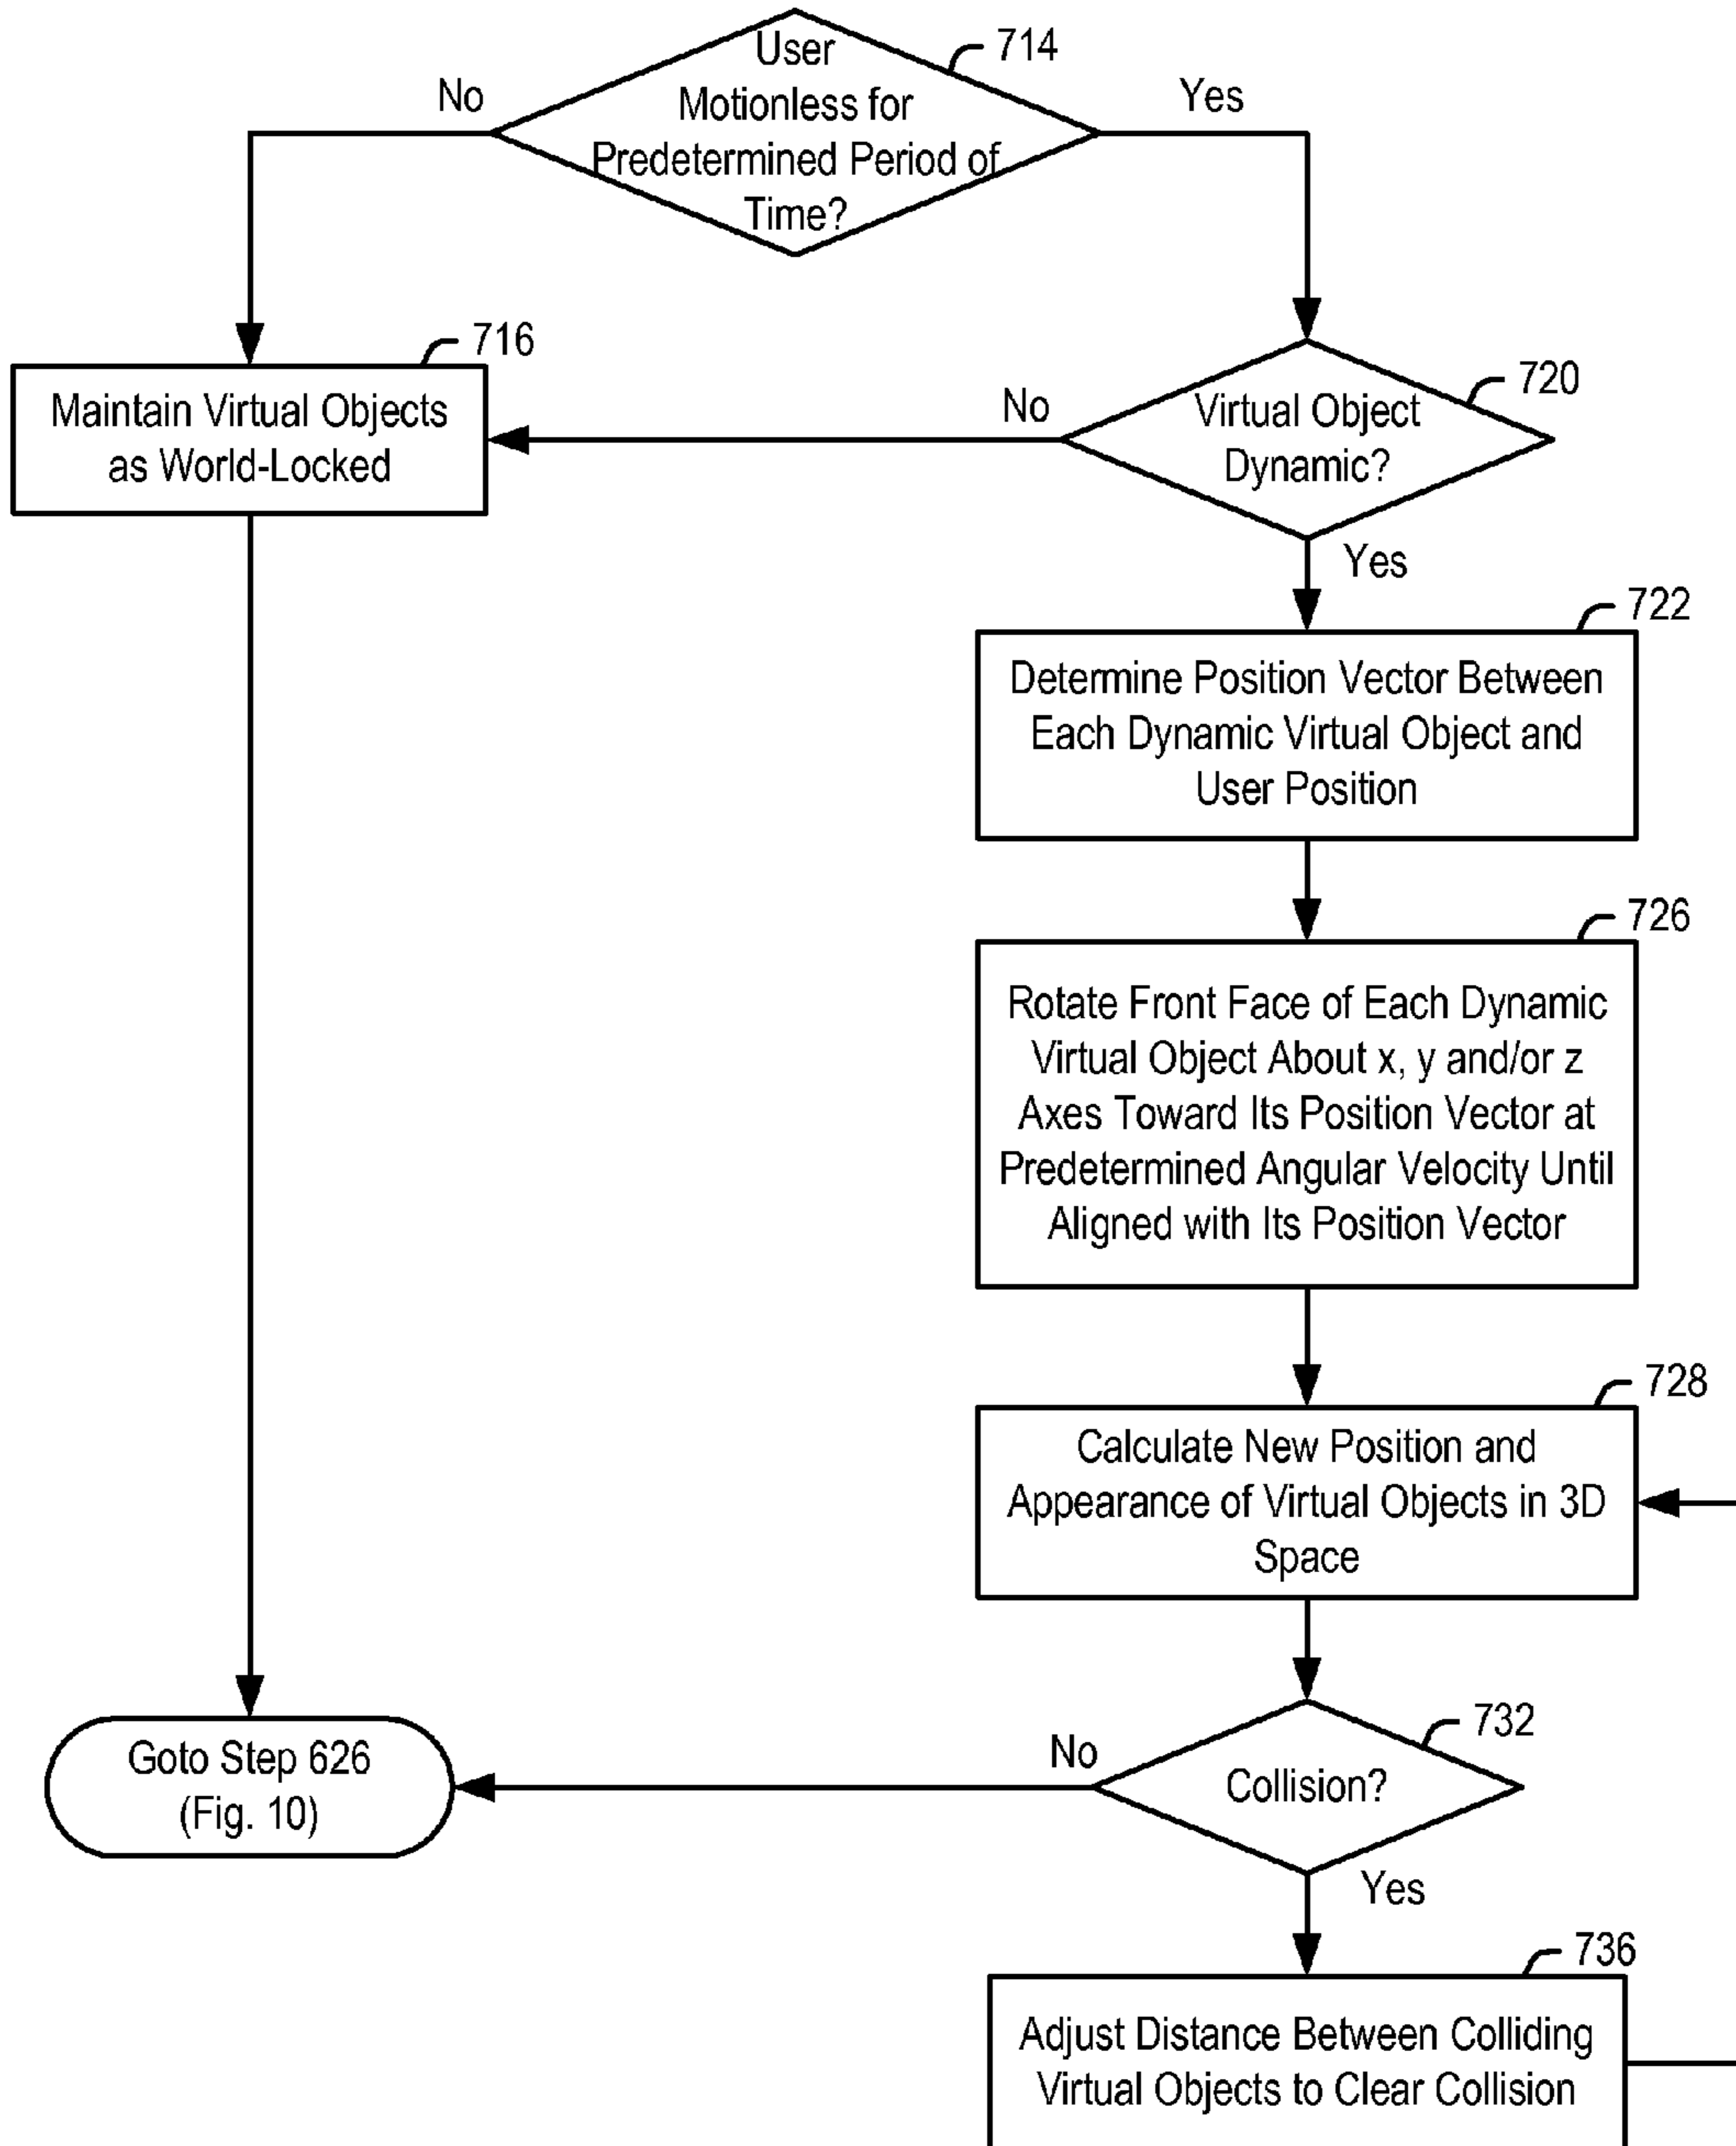 User
Motionless for
Predetermined Period of
Time?
714
No
Yes
716
Maintain Virtual Objects
as World-Locked
720
Virtual Object
Dynamic?
No
Yes
722
Determine Position Vector Between
Each Dynamic Virtual Object and
User Position
726
Rotate Front Face of Each Dynamic
Virtual Object About x, y and/or z
Axes Toward Its Position Vector at
Predetermined Angular Velocity Until
Aligned with Its Position Vector
728
Calculate New Position and
Appearance of Virtual Objects in 3D
Space
732
Collision?
No
Yes
Goto Step 626
(Fig. 10)
736
Adjust Distance Between Colliding
Virtual Objects to Clear Collision